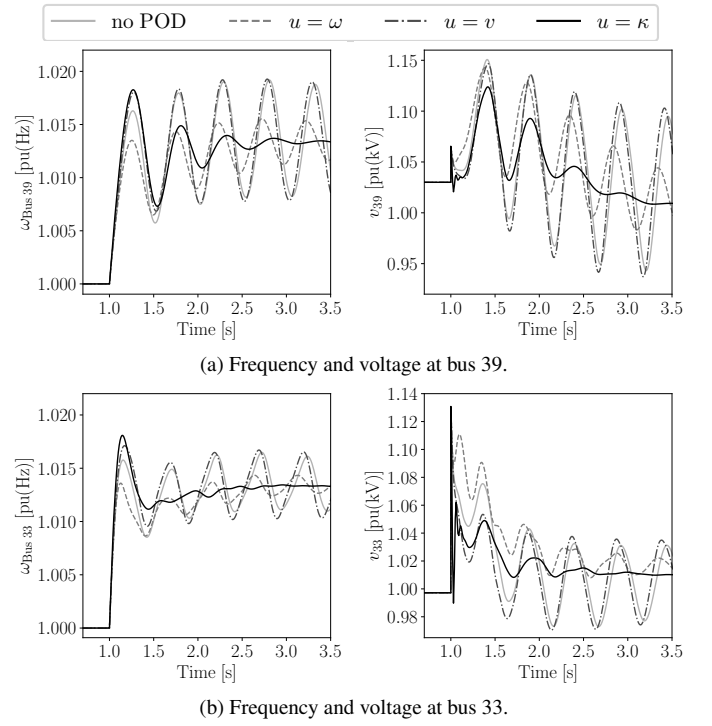 no POD u = ω u = v u = κ
1.020
1.015
1.010
1.005
1.000
ω_Bus 39 [pu(Hz)]
1.0 1.5 2.0 2.5 3.0 3.5
Time [s]
1.15
1.10
1.05
1.00
0.95
v_39 [pu(kV)]
1.0 1.5 2.0 2.5 3.0 3.5
Time [s]
(a) Frequency and voltage at bus 39.
1.020
1.015
1.010
1.005
1.000
ω_Bus 33 [pu(Hz)]
1.0 1.5 2.0 2.5 3.0 3.5
Time [s]
1.14
1.12
1.10
1.08
1.06
1.04
1.02
1.00
0.98
v_33 [pu(kV)]
1.0 1.5 2.0 2.5 3.0 3.5
Time [s]
(b) Frequency and voltage at bus 33.